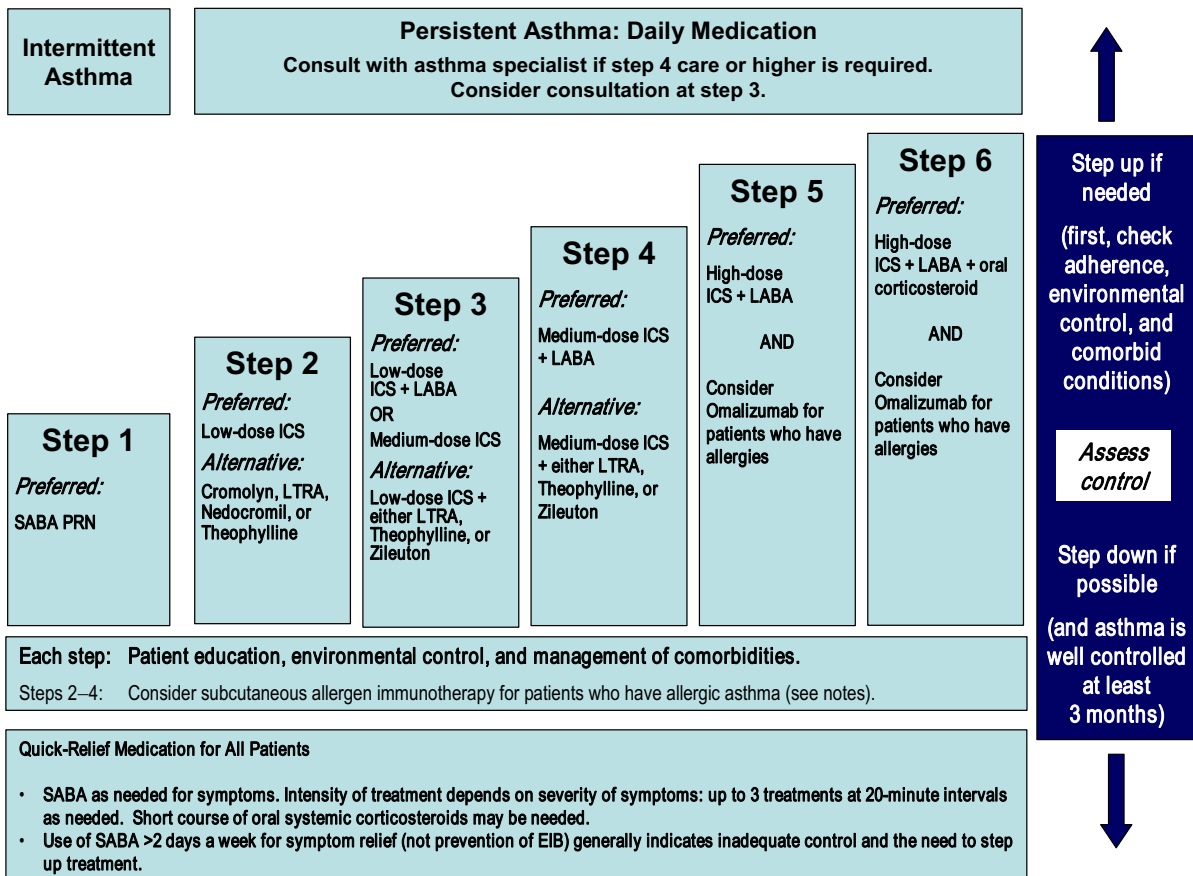 Intermittent
Asthma
Persistent Asthma: Daily Medication
Consult with asthma specialist if step 4 care or higher is required.
Consider consultation at step 3.
Step 1
Preferred:
SABA PRN
Step 2
Preferred:
Low-dose ICS
Alternative:
Cromolyn, LTRA,
Nedocromil, or
Theophylline
Step 3
Preferred:
Low-dose
ICS + LABA
OR
Medium-dose ICS
Alternative:
Low-dose ICS +
either LTRA,
Theophylline, or
Zileuton
Step 4
Preferred:
Medium-dose ICS
+ LABA
Alternative:
Medium-dose ICS
+ either LTRA,
Theophylline, or
Zileuton
Step 5
Preferred:
High-dose
ICS + LABA
AND
Consider
Omalizumab for
patients who have
allergies
Step 6
Preferred:
High-dose
ICS + LABA + oral
corticosteroid
AND
Consider
Omalizumab for
patients who have
allergies
Step up if
needed
(first, check
adherence,
environmental
control, and
comorbid
conditions)
Assess
control
Step down if
possible
(and asthma is
well controlled
at least
3 months)
Each step: Patient education, environmental control, and management of comorbidities.
Steps 2–4: Consider subcutaneous allergen immunotherapy for patients who have allergic asthma (see notes).
Quick-Relief Medication for All Patients
• SABA as needed for symptoms. Intensity of treatment depends on severity of symptoms: up to 3 treatments at 20-minute intervals
as needed. Short course of oral systemic corticosteroids may be needed.
• Use of SABA >2 days a week for symptom relief (not prevention of EIB) generally indicates inadequate control and the need to step
up treatment.